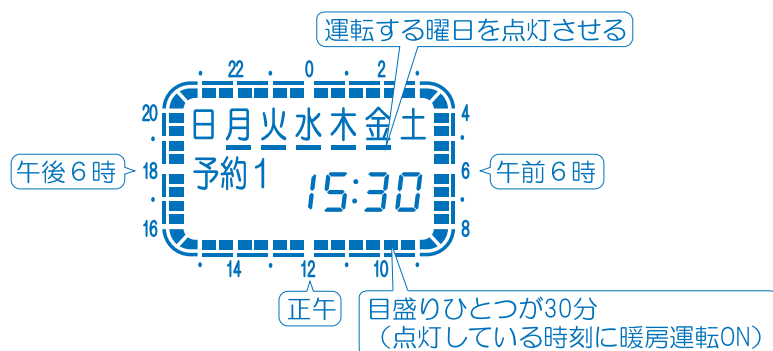 運転する曜日を点灯させる
22 0 2
20 4
日月火水木金土
午後6時 18 予約1 6 午前6時
15:30
16 8
14 12 10
正午
目盛りひとつが30分
(点灯している時刻に暖房運転ON)